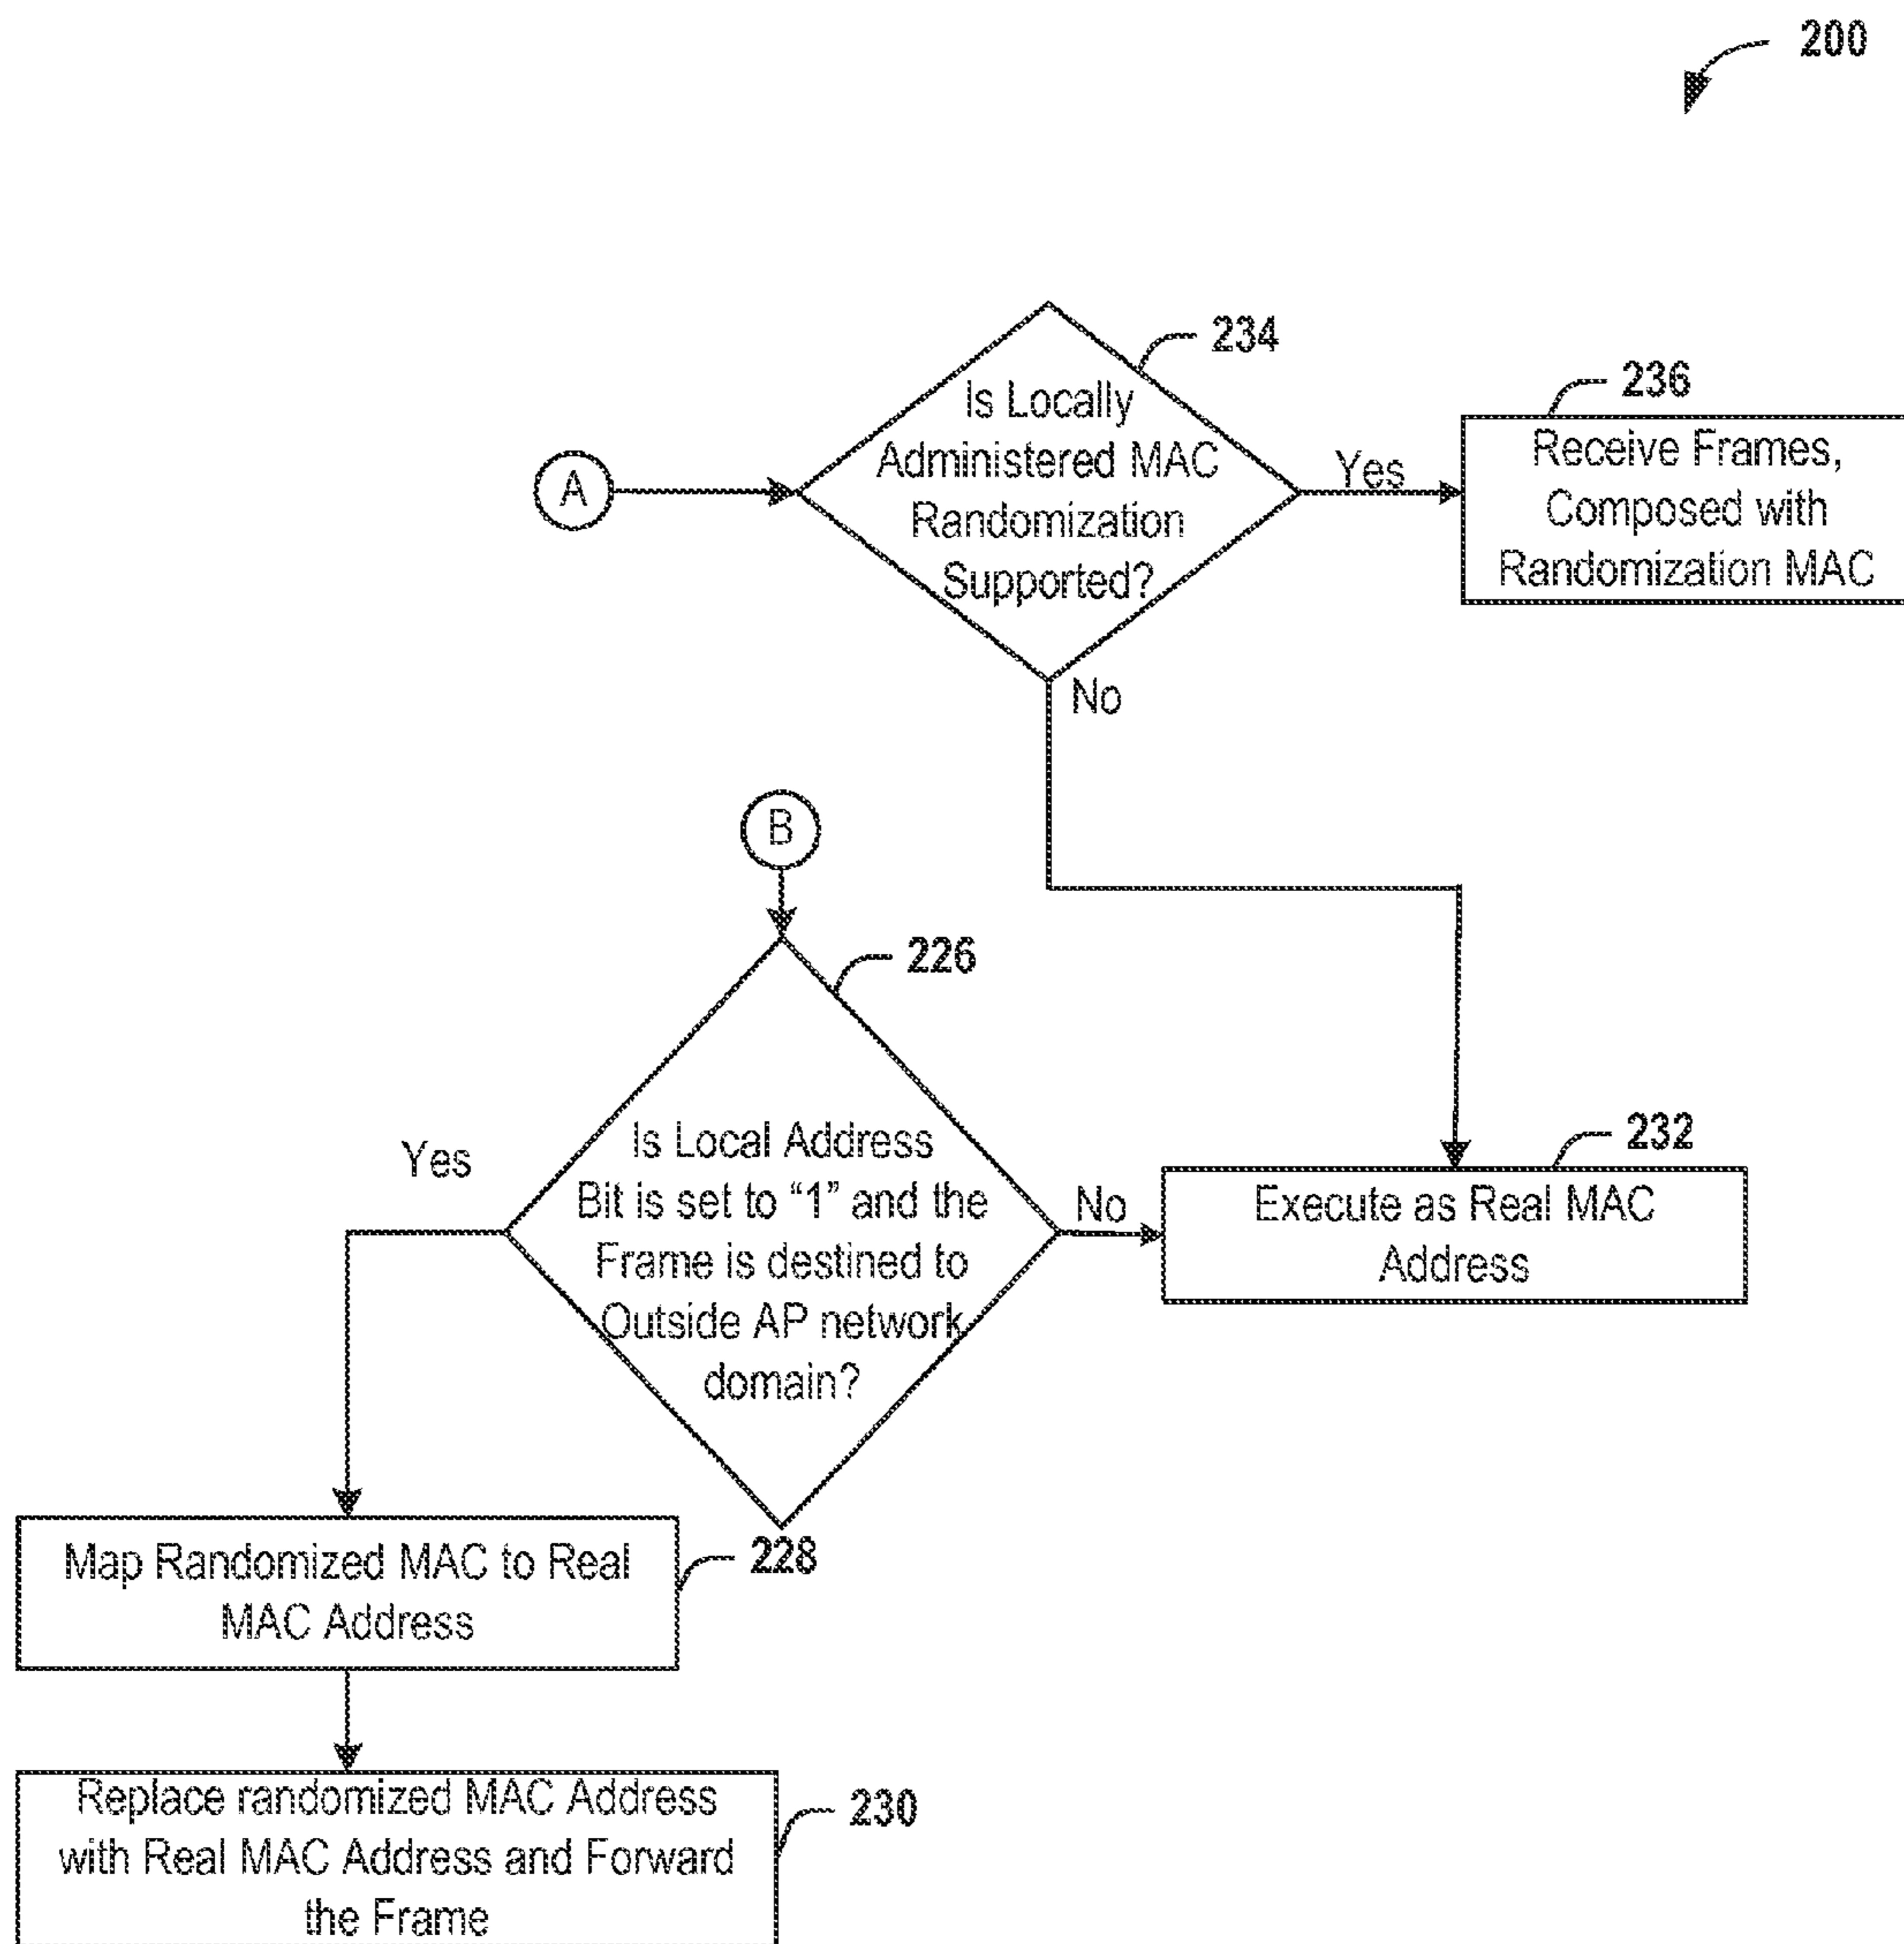 200
234
Is Locally
Administered MAC
Randomization
Supported?
A
Yes
236
Receive Frames,
Composed with
Randomization MAC
No
B
226
Is Local Address
Bit is set to “1” and the
Frame is destined to
Outside AP network
domain?
Yes
No
232
Execute as Real MAC
Address
228
Map Randomized MAC to Real
MAC Address
230
Replace randomized MAC Address
with Real MAC Address and Forward
the Frame